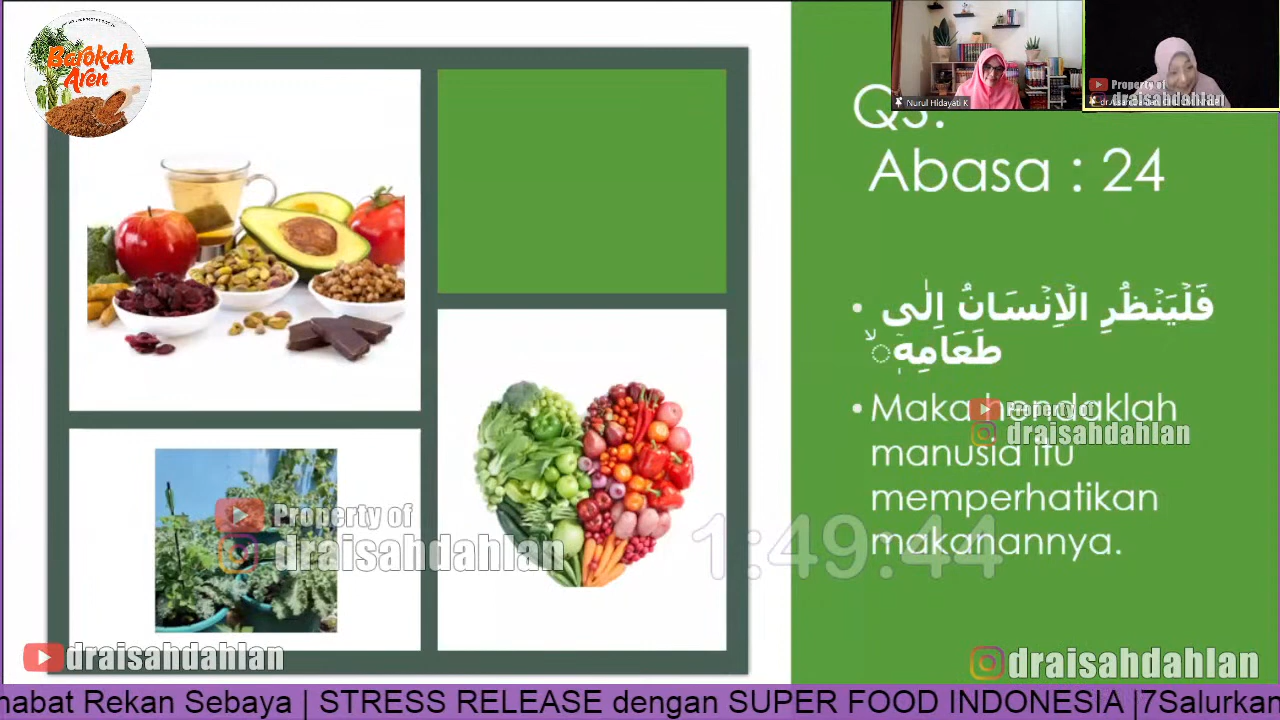 Barokah
Aren
Nurul Hidayati K
Property of
draisahdahlan
Abasa : 24
• فَلْيَنْظُرِ الْاِنْسَانُ اِلٰى
طَعَامِهٖٓ ۙ
• Maka hendaklah
manusia itu
memperhatikan
makanannya.
Property of
draisahdahlan
Property of
draisahdahlan
1:49:44
draisahdahlan
draisahdahlan
habat Rekan Sebaya | STRESS RELEASE dengan SUPER FOOD INDONESIA |7Salurkan